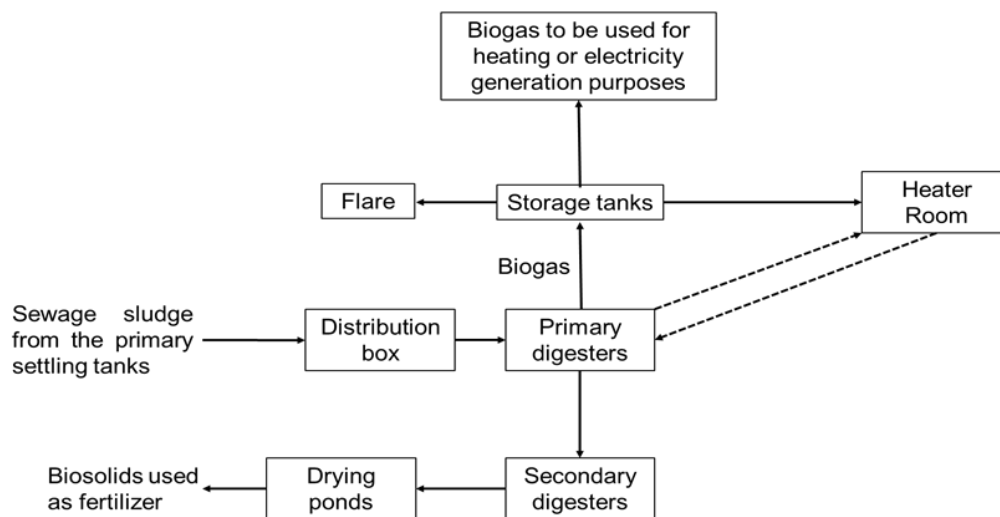 Biogas to be used for
heating or electricity
generation purposes
Flare
Storage tanks
Heater
Room
Biogas
Sewage sludge
from the primary
settling tanks
Distribution
box
Primary
digesters
Biosolids used
as fertilizer
Drying
ponds
Secondary
digesters